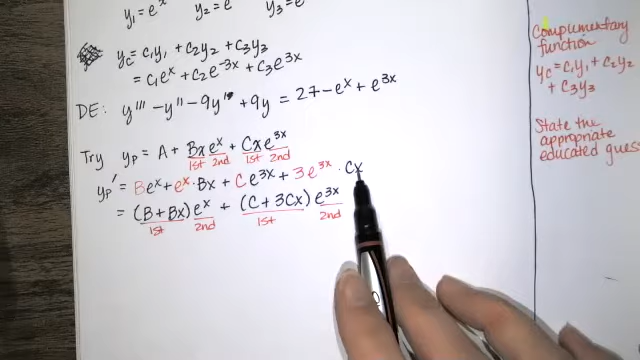 y₁ = eˣ y₂ = e y₃ = e
y_c = c₁y₁ + c₂y₂ + c₃y₃
= c₁eˣ + c₂e⁻³ˣ + c₃e³ˣ
DE: y''' − y'' − 9y' + 9y = 27 − eˣ + e³ˣ
Try y_p = A + Bxeˣ + Cxe³ˣ
1st 2nd 1st 2nd
y_p' = Beˣ + eˣ · Bx + Ce³ˣ + 3e³ˣ · Cx
= (B + Bx)eˣ + (C + 3Cx)e³ˣ
1st 2nd 1st 2nd
Complementary
function
y_c = c₁y₁ + c₂y₂
+ c₃y₃
State the
appropriate
educated guess